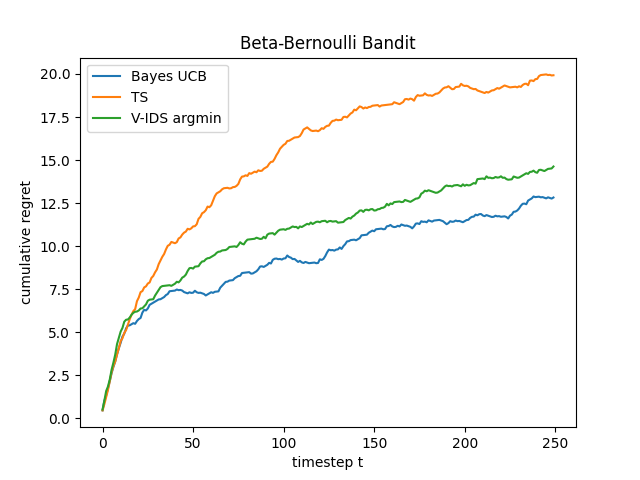 Beta-Bernoulli Bandit
cumulative regret
20.0
17.5
15.0
12.5
10.0
7.5
5.0
2.5
0.0
Bayes UCB
TS
V-IDS argmin
0 50 100 150 200 250
timestep t